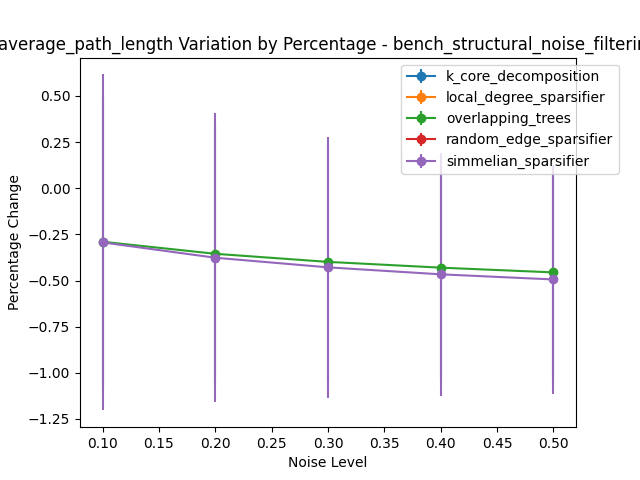 average_path_length Variation by Percentage - bench_structural_noise_filterin
k_core_decomposition
local_degree_sparsifier
overlapping_trees
random_edge_sparsifier
simmelian_sparsifier
Percentage Change
0.50
0.25
0.00
−0.25
−0.50
−0.75
−1.00
−1.25
0.10 0.15 0.20 0.25 0.30 0.35 0.40 0.45 0.50
Noise Level